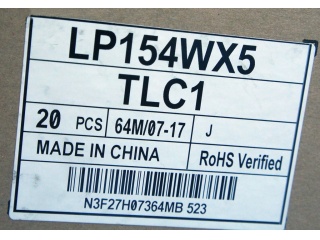 LP154WX5
TLC1
20 PCS 64M/07-17 J
MADE IN CHINA RoHS Verified
N3F27H07364MB 523